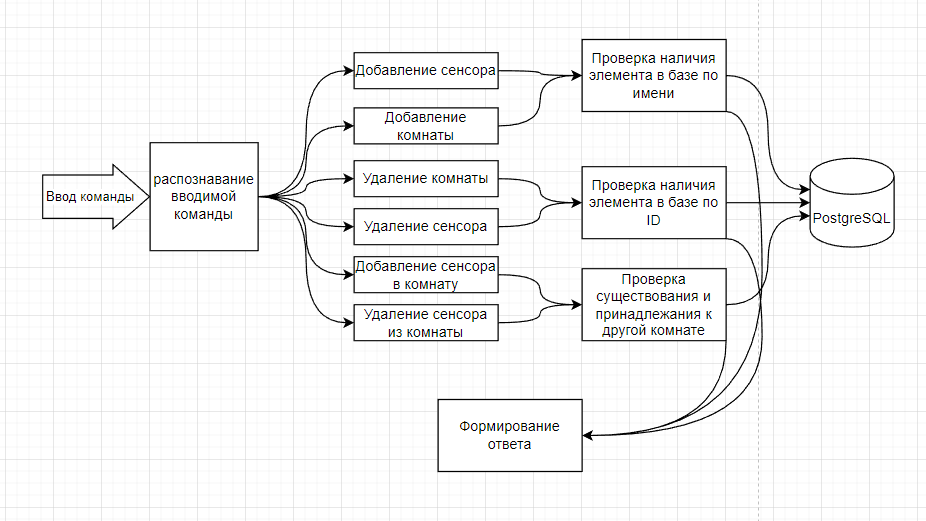 Ввод команды
распознавание
вводимой
команды
Добавление сенсора
Добавление
комнаты
Удаление комнаты
Удаление сенсора
Добавление сенсора
в комнату
Удаление сенсора
из комнаты
Проверка наличия
элемента в базе по
имени
Проверка наличия
элемента в базе по
ID
Проверка
существования и
принадлежания к
другой комнате
PostgreSQL
Формирование
ответа